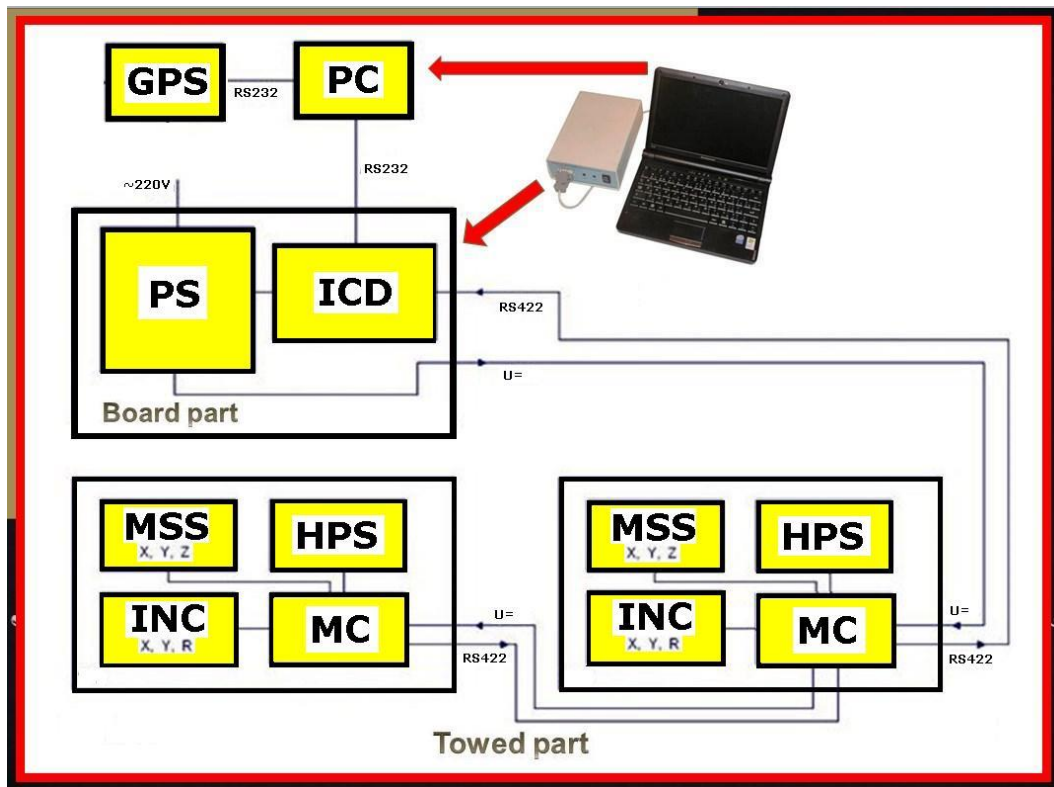 GPS
RS232
PC
RS232
~220V
PS
ICD
RS422
U=
Board part
MSS
X, Y, Z
HPS
INC
X, Y, R
MC
U=
RS422
MSS
X, Y, Z
HPS
INC
X, Y, R
MC
U=
RS422
Towed part